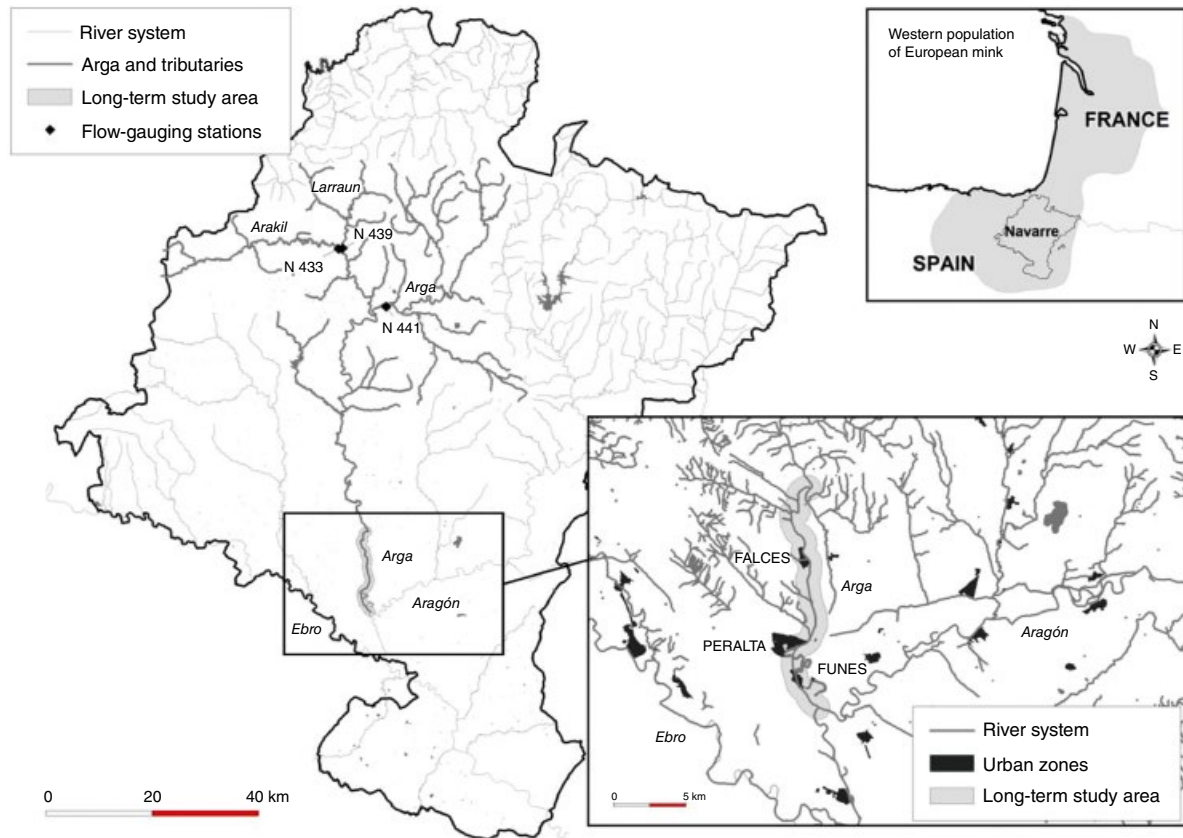 River system
Arga and tributaries
Long-term study area
Flow-gauging stations
Western population
of European mink
FRANCE
Navarre
SPAIN
N
W E
S
Larraun
Arakil
N 439
N 433
Arga
N 441
Arga
Aragón
Ebro
FALCES
Arga
PERALTA
Aragón
FUNES
Ebro
River system
Urban zones
Long-term study area
0 5 km
0 20 40 km